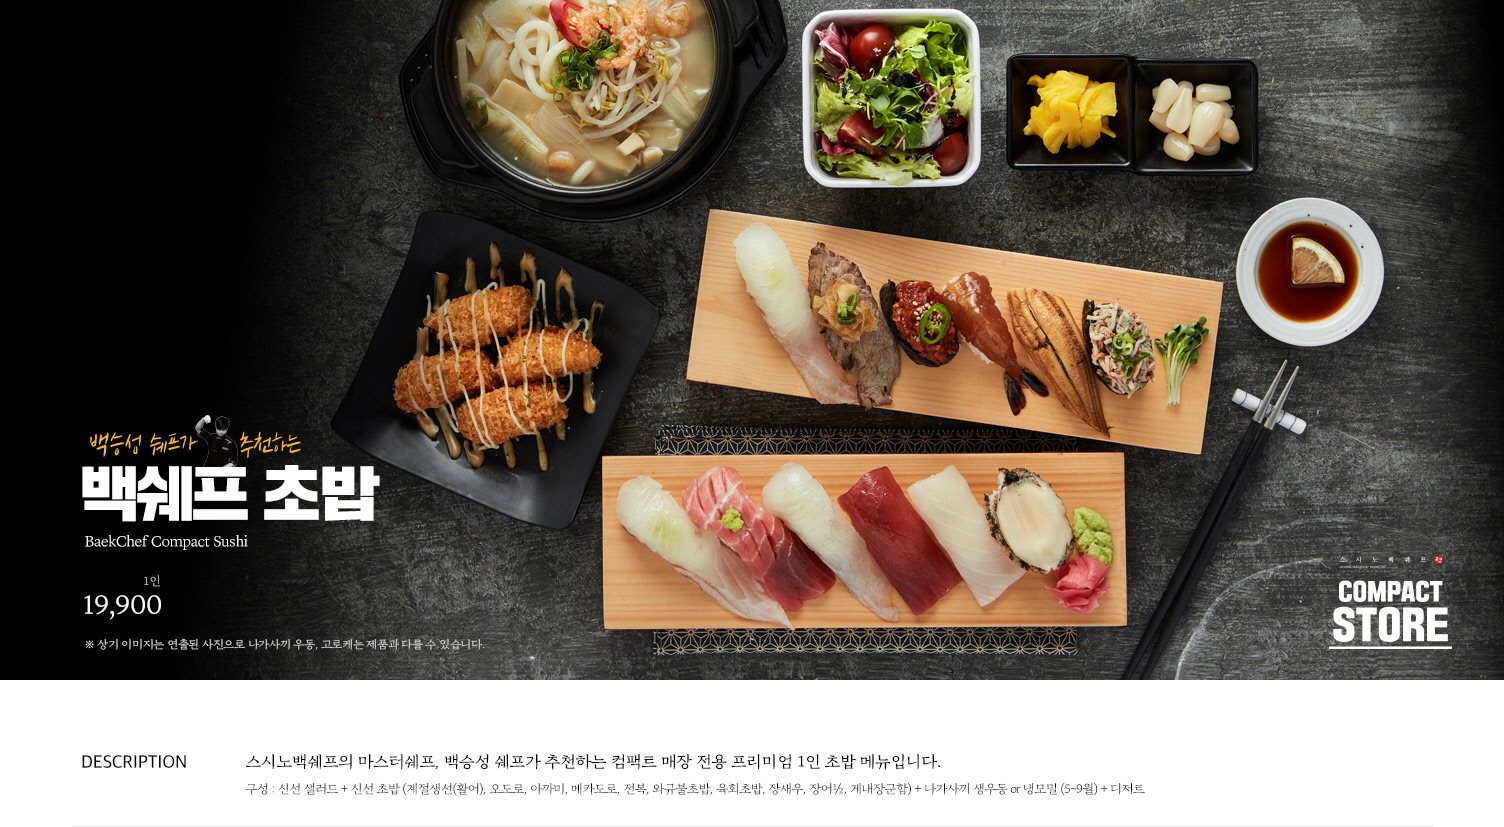 백승성 쉐프가 추천하는
백쉐프 초밥
BaekChef Compact Sushi
1인
19,900
※ 상기 이미지는 연출된 사진으로 나가사끼 우동, 고로케는 제품과 다를 수 있습니다.
스시노백쉐프
COMPACT
STORE
DESCRIPTION
스시노백쉐프의 마스터쉐프, 백승성 쉐프가 추천하는 컴팩트 매장 전용 프리미엄 1인 초밥 메뉴입니다.
구성 : 신선 샐러드 + 신선 초밥 (계절생선(활어), 오도로, 아까미, 메카도로, 전복, 와규불초밥, 육회초밥, 장새우, 장어½, 게내장군함) + 나가사끼 생우동 or 냉모밀 (5~9월) + 디저트